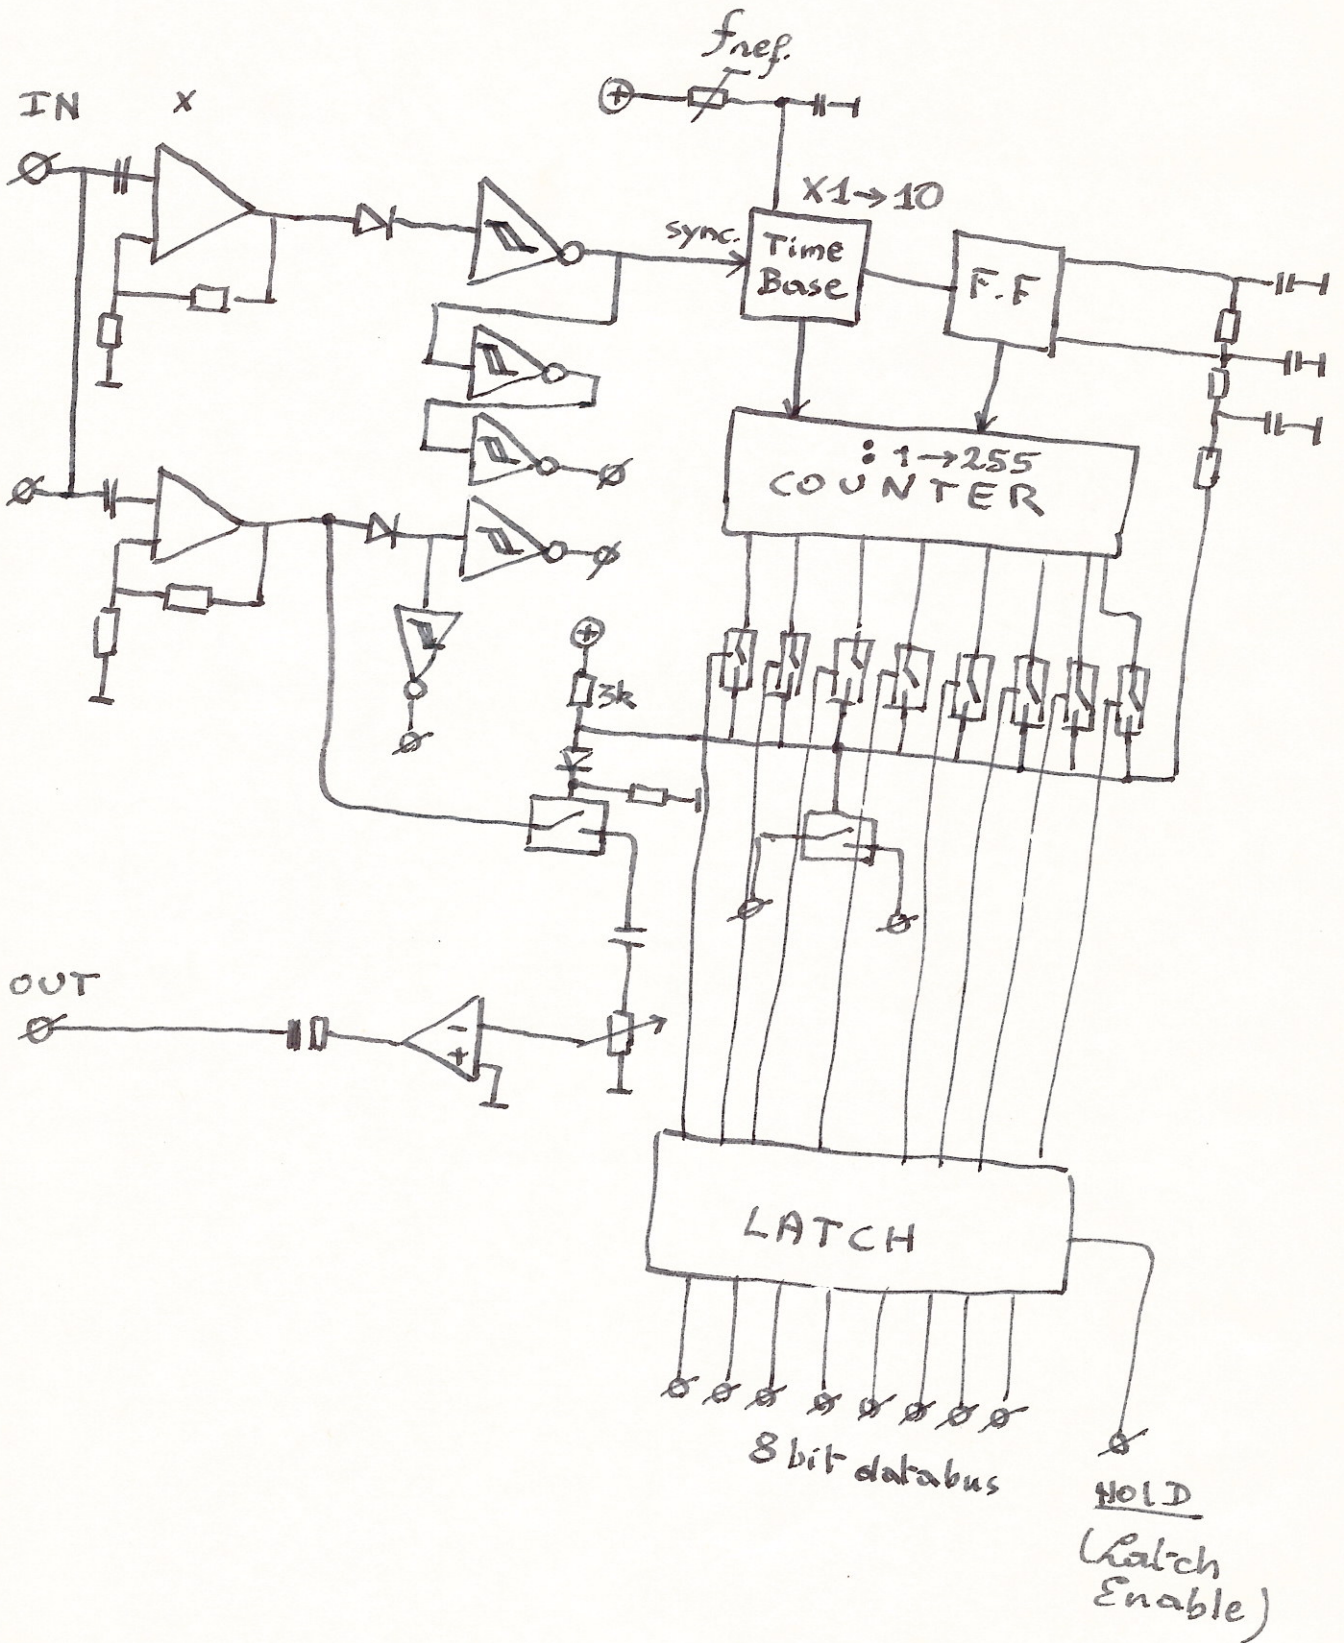 fref.
IN
X
X1→10
sync.
Time
Base
F.F
: 1→255
COUNTER
3k
OUT
-
+
LATCH
8 bit databus
HOLD
(Latch
Enable)